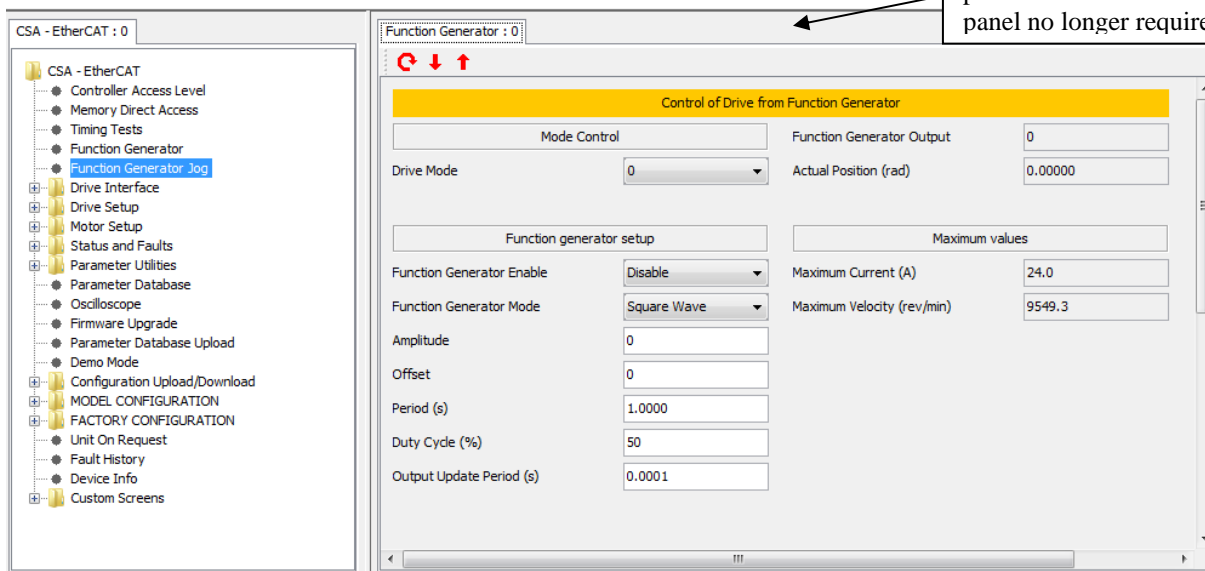 panel no longer require
CSA - EtherCAT : 0
CSA - EtherCAT
Controller Access Level
Memory Direct Access
Timing Tests
Function Generator
Function Generator Jog
Drive Interface
Drive Setup
Motor Setup
Status and Faults
Parameter Utilities
Parameter Database
Oscilloscope
Firmware Upgrade
Parameter Database Upload
Demo Mode
Configuration Upload/Download
MODEL CONFIGURATION
FACTORY CONFIGURATION
Unit On Request
Fault History
Device Info
Custom Screens
Function Generator : 0
Control of Drive from Function Generator
Mode Control
Function Generator Output 0
Drive Mode 0
Actual Position (rad) 0.00000
Function generator setup
Maximum values
Function Generator Enable Disable
Maximum Current (A) 24.0
Function Generator Mode Square Wave
Maximum Velocity (rev/min) 9549.3
Amplitude 0
Offset 0
Period (s) 1.0000
Duty Cycle (%) 50
Output Update Period (s) 0.0001